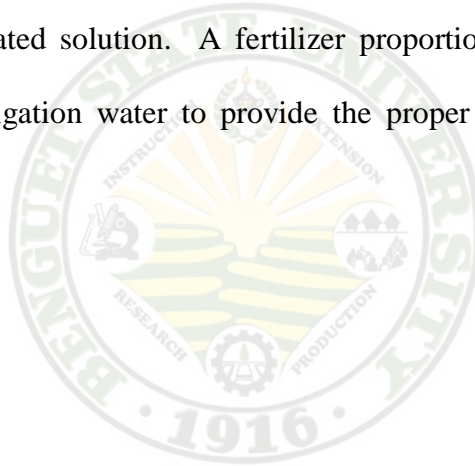 ated solution. A fertilizer proportio
igation water to provide the proper
BENGUET STATE UNIVERSITY
INSTRUCTION
EXTENSION
RESEARCH
PRODUCTION
1916